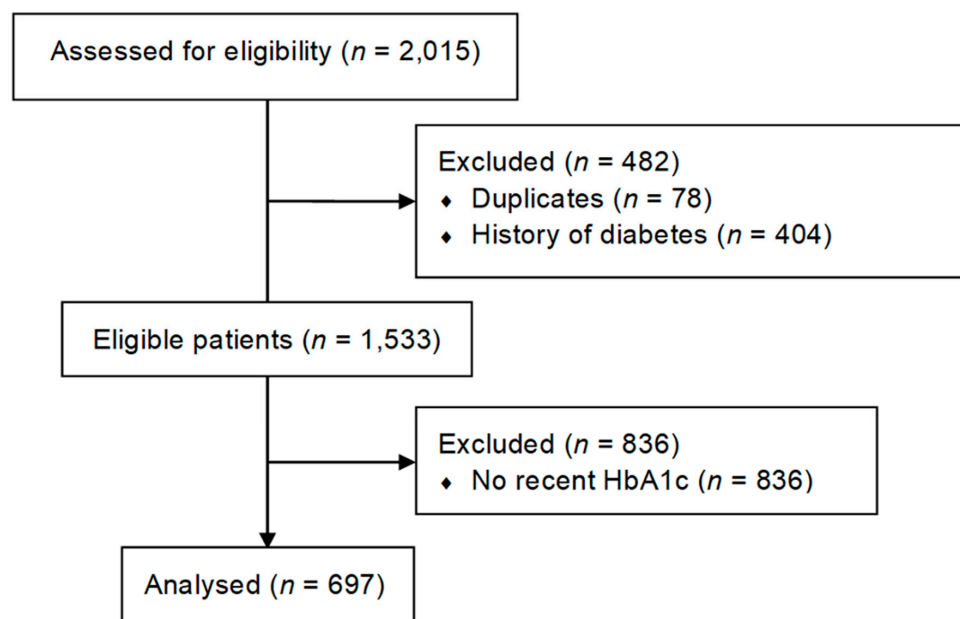 Assessed for eligibility (n = 2,015)
Excluded (n = 482)
♦ Duplicates (n = 78)
♦ History of diabetes (n = 404)
Eligible patients (n = 1,533)
Excluded (n = 836)
♦ No recent HbA1c (n = 836)
Analysed (n = 697)